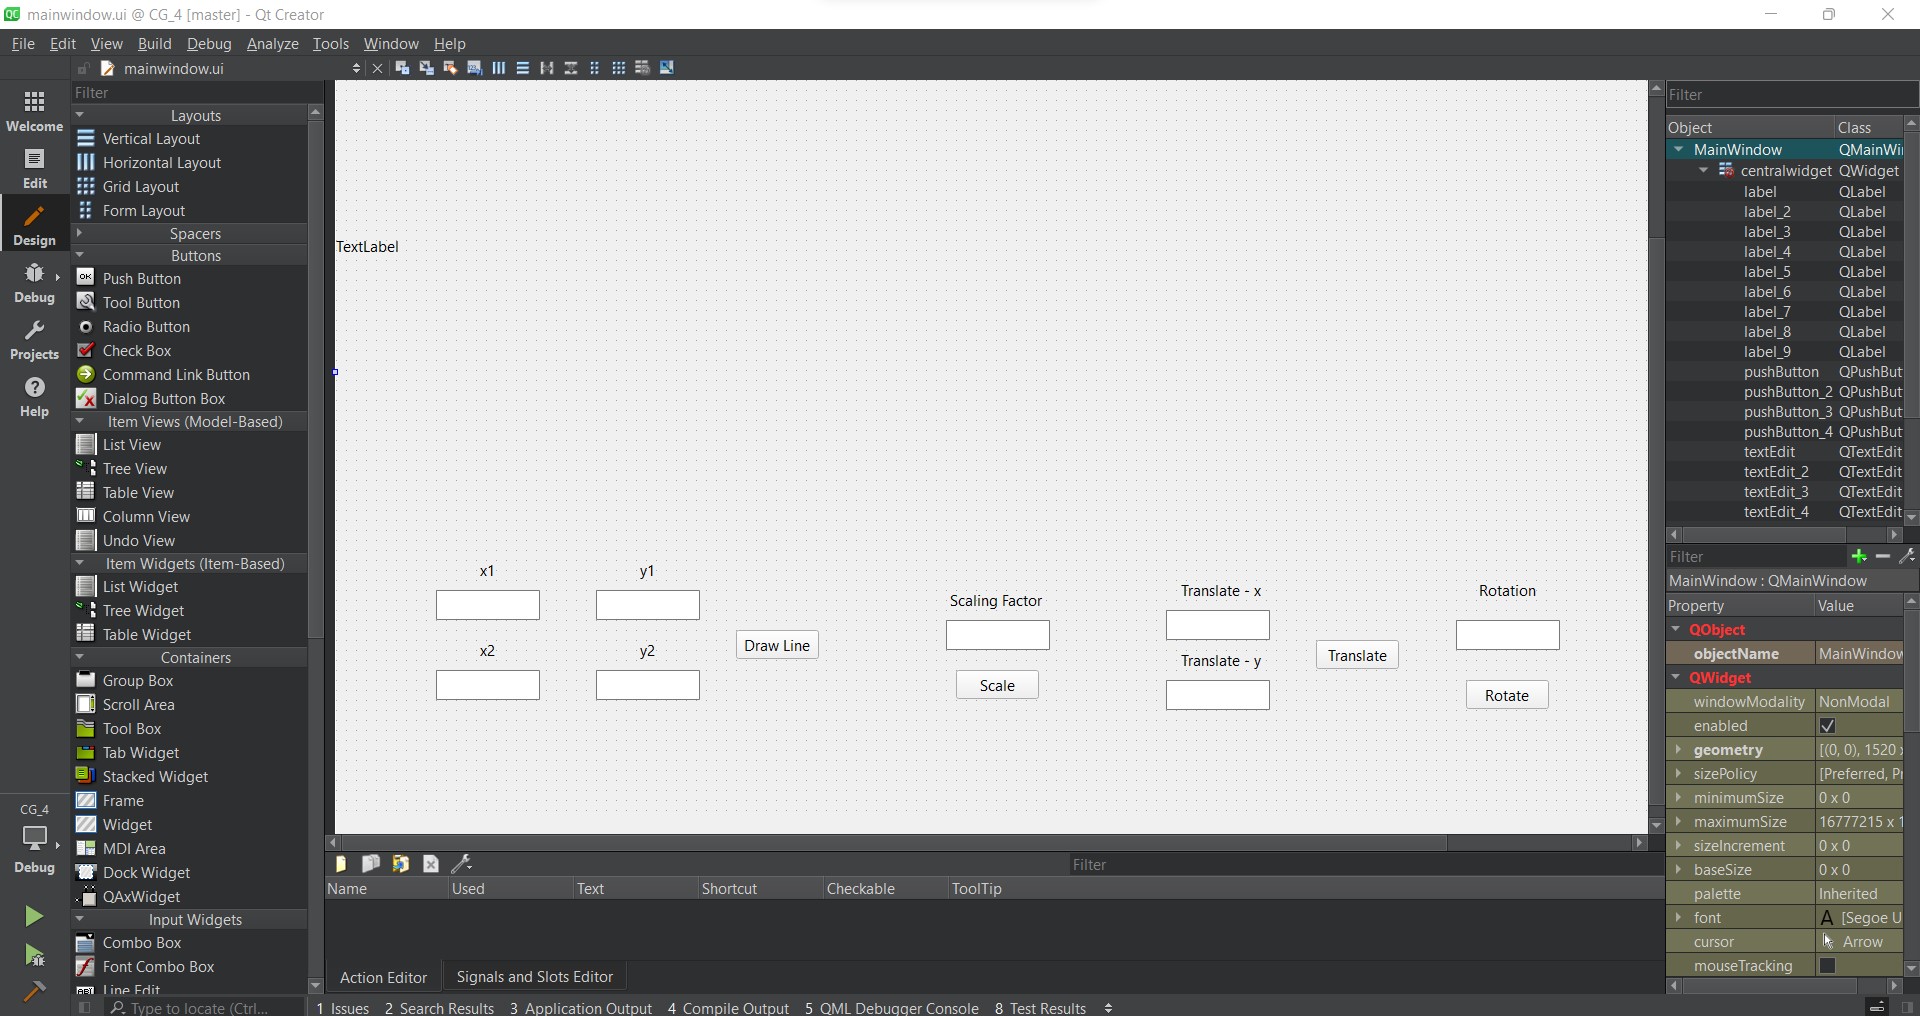 mainwindow.ui @ CG_4 [master] - Qt Creator
File Edit View Build Debug Analyze Tools Window Help
mainwindow.ui
Welcome
Edit
Design
Debug
Projects
Help
CG_4
Debug
Filter
Layouts
Vertical Layout
Horizontal Layout
Grid Layout
Form Layout
Spacers
Buttons
Push Button
Tool Button
Radio Button
Check Box
Command Link Button
Dialog Button Box
Item Views (Model-Based)
List View
Tree View
Table View
Column View
Undo View
Item Widgets (Item-Based)
List Widget
Tree Widget
Table Widget
Containers
Group Box
Scroll Area
Tool Box
Tab Widget
Stacked Widget
Frame
Widget
MDI Area
Dock Widget
QAxWidget
Input Widgets
Combo Box
Font Combo Box
Line Edit
TextLabel
x1 y1
x2 y2
Draw Line
Scaling Factor
Scale
Translate - x
Translate - y
Translate
Rotation
Rotate
Filter
Name Used Text Shortcut Checkable ToolTip
Action Editor Signals and Slots Editor
Filter
Object Class
MainWindow QMainWi
centralwidget QWidget
label QLabel
label_2 QLabel
label_3 QLabel
label_4 QLabel
label_5 QLabel
label_6 QLabel
label_7 QLabel
label_8 QLabel
label_9 QLabel
pushButton QPushBut
pushButton_2 QPushBut
pushButton_3 QPushBut
pushButton_4 QPushBut
textEdit QTextEdit
textEdit_2 QTextEdit
textEdit_3 QTextEdit
textEdit_4 QTextEdit
Filter
MainWindow : QMainWindow
Property Value
QObject
objectName MainWindow
QWidget
windowModality NonModal
enabled
geometry [(0, 0), 1520 x
sizePolicy [Preferred, Pr
minimumSize 0 x 0
maximumSize 16777215 x 1
sizeIncrement 0 x 0
baseSize 0 x 0
palette Inherited
font A [Segoe U
cursor Arrow
mouseTracking
Type to locate (Ctrl... 1 Issues 2 Search Results 3 Application Output 4 Compile Output 5 QML Debugger Console 8 Test Results